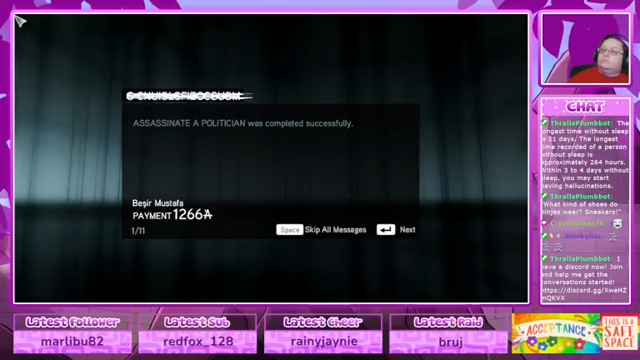 ASSASSINATE A POLITICIAN was completed successfully.
Beşir Mustafa
PAYMENT 1266
1/11
Space Skip All Messages
Next
CHAT
ThrallsPlumbbot: The
longest time without sleep
is 11 days. The longest
time recorded of a person
without sleep is
approximately 264 hours.
Within 3 to 4 days without
sleep, you may start
having hallucinations.
ThrallsPlumbbot:
"What kind of shoes do
ninjas wear? Sneakers!"
ThrallsPlumbbot: I
have a discord now! Join
and help me get the
conversations started!
Latest Follower
marlibu82
Latest Sub
redfox_128
Latest Cheer
rainyjaynie
Latest Raid
bruj
ACCEPTANCE
THIS IS A
SAFE
SPACE